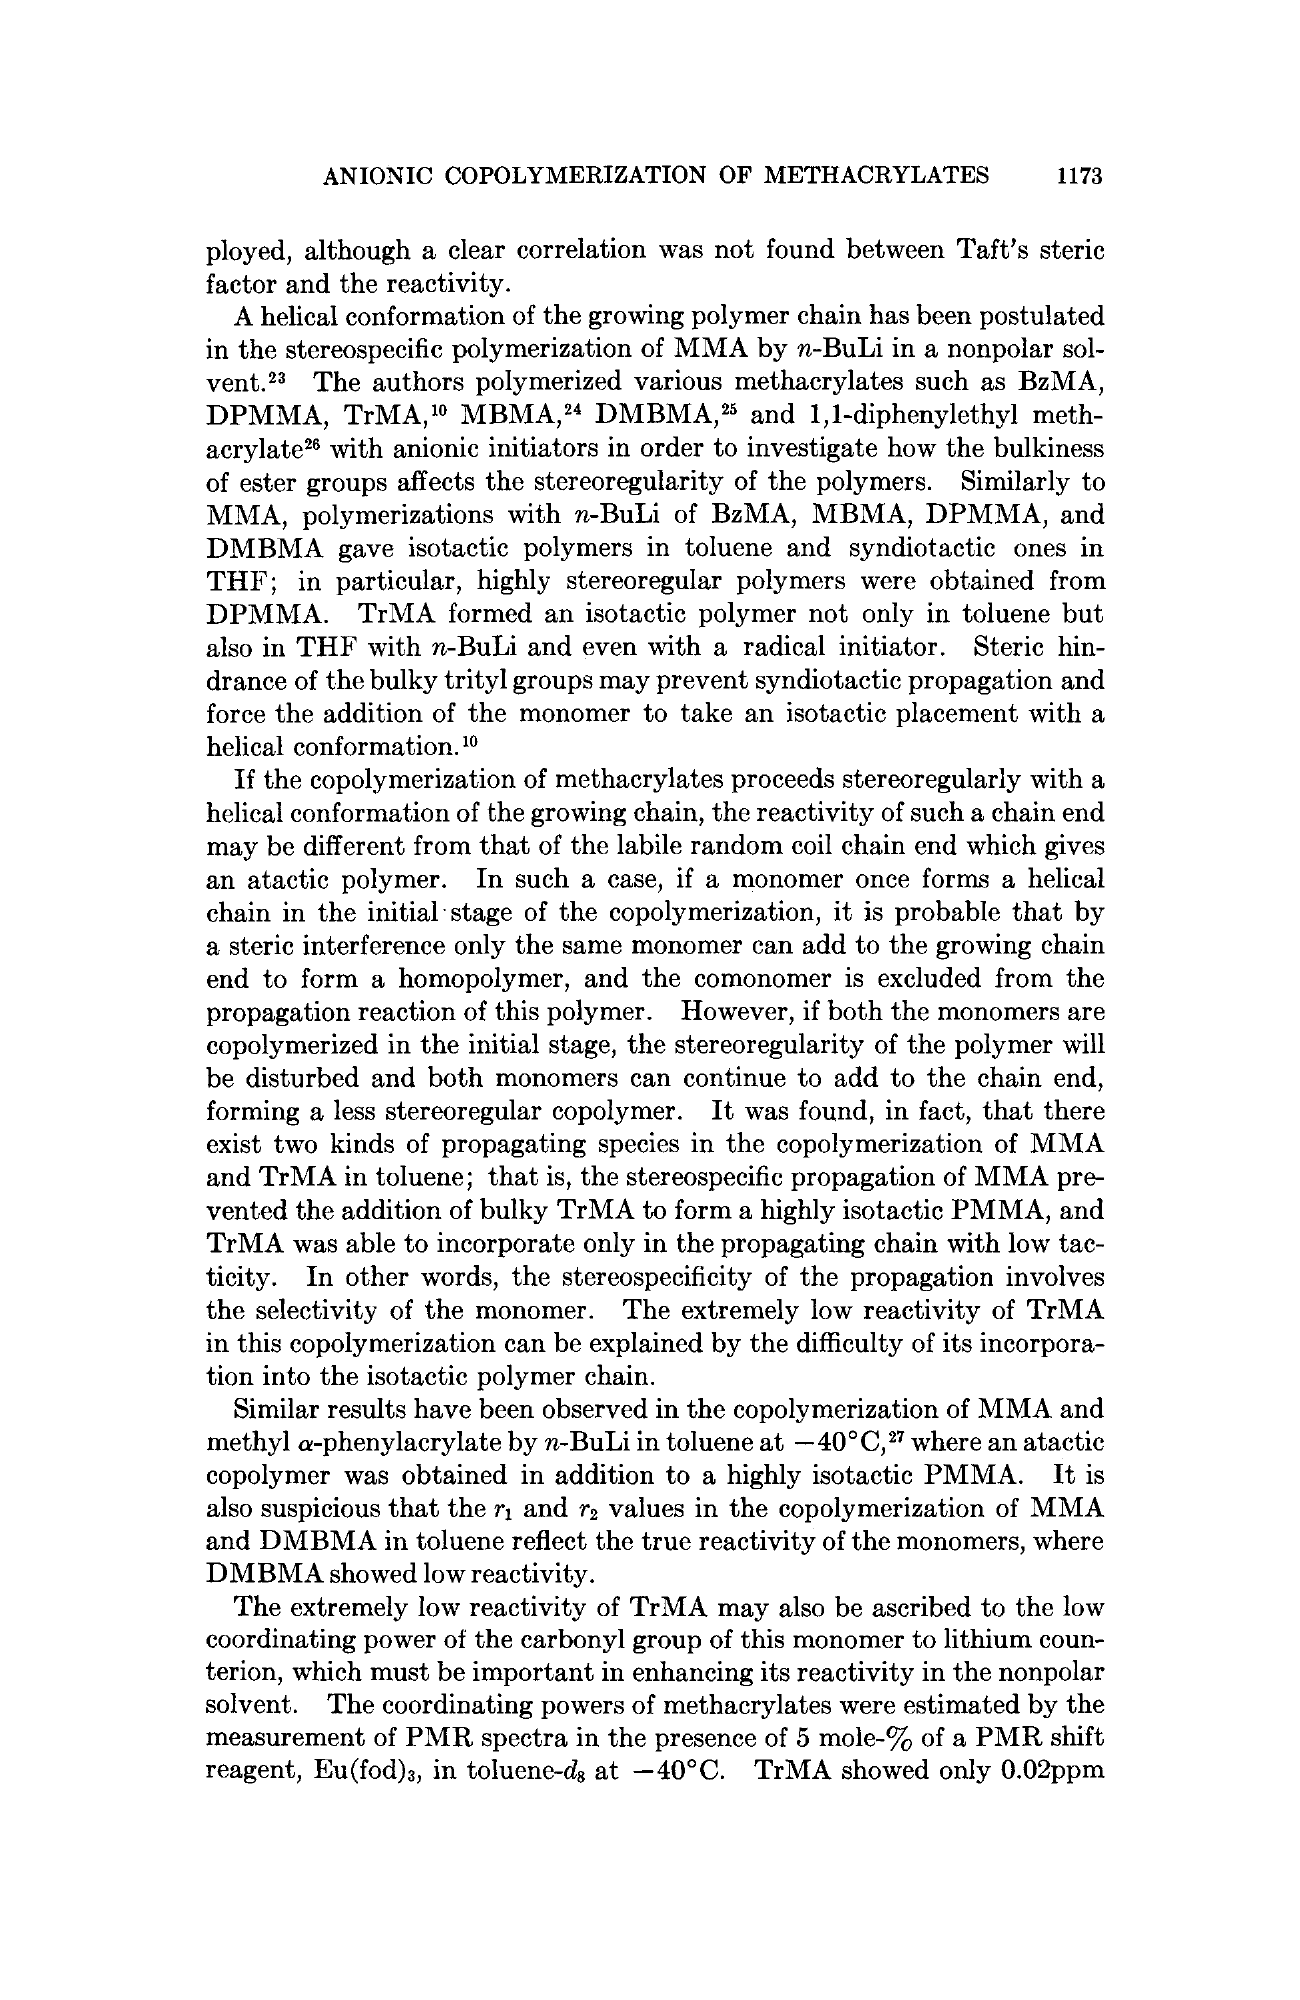 ANIONIC COPOLYMERIZATION OF METHACRYLATES 1173
ployed, although a clear correlation was not found between Taft's steric
factor and the reactivity.
A helical conformation of the growing polymer chain has been postulated
in the stereospecific polymerization of MMA by n-BuLi in a nonpolar sol-
vent.²³ The authors polymerized various methacrylates such as BzMA,
DPMMA, TrMA,¹⁰ MBMA,²⁴ DMBMA,²⁵ and 1,1-diphenylethyl meth-
acrylate²⁶ with anionic initiators in order to investigate how the bulkiness
of ester groups affects the stereoregularity of the polymers. Similarly to
MMA, polymerizations with n-BuLi of BzMA, MBMA, DPMMA, and
DMBMA gave isotactic polymers in toluene and syndiotactic ones in
THF; in particular, highly stereoregular polymers were obtained from
DPMMA. TrMA formed an isotactic polymer not only in toluene but
also in THF with n-BuLi and even with a radical initiator. Steric hin-
drance of the bulky trityl groups may prevent syndiotactic propagation and
force the addition of the monomer to take an isotactic placement with a
helical conformation.¹⁰
If the copolymerization of methacrylates proceeds stereoregularly with a
helical conformation of the growing chain, the reactivity of such a chain end
may be different from that of the labile random coil chain end which gives
an atactic polymer. In such a case, if a monomer once forms a helical
chain in the initial stage of the copolymerization, it is probable that by
a steric interference only the same monomer can add to the growing chain
end to form a homopolymer, and the comonomer is excluded from the
propagation reaction of this polymer. However, if both the monomers are
copolymerized in the initial stage, the stereoregularity of the polymer will
be disturbed and both monomers can continue to add to the chain end,
forming a less stereoregular copolymer. It was found, in fact, that there
exist two kinds of propagating species in the copolymerization of MMA
and TrMA in toluene; that is, the stereospecific propagation of MMA pre-
vented the addition of bulky TrMA to form a highly isotactic PMMA, and
TrMA was able to incorporate only in the propagating chain with low tac-
ticity. In other words, the stereospecificity of the propagation involves
the selectivity of the monomer. The extremely low reactivity of TrMA
in this copolymerization can be explained by the difficulty of its incorpora-
tion into the isotactic polymer chain.
Similar results have been observed in the copolymerization of MMA and
methyl α-phenylacrylate by n-BuLi in toluene at −40°C,²⁷ where an atactic
copolymer was obtained in addition to a highly isotactic PMMA. It is
also suspicious that the r₁ and r₂ values in the copolymerization of MMA
and DMBMA in toluene reflect the true reactivity of the monomers, where
DMBMA showed low reactivity.
The extremely low reactivity of TrMA may also be ascribed to the low
coordinating power of the carbonyl group of this monomer to lithium coun-
terion, which must be important in enhancing its reactivity in the nonpolar
solvent. The coordinating powers of methacrylates were estimated by the
measurement of PMR spectra in the presence of 5 mole-% of a PMR shift
reagent, Eu(fod)₃, in toluene-d₈ at −40°C. TrMA showed only 0.02ppm